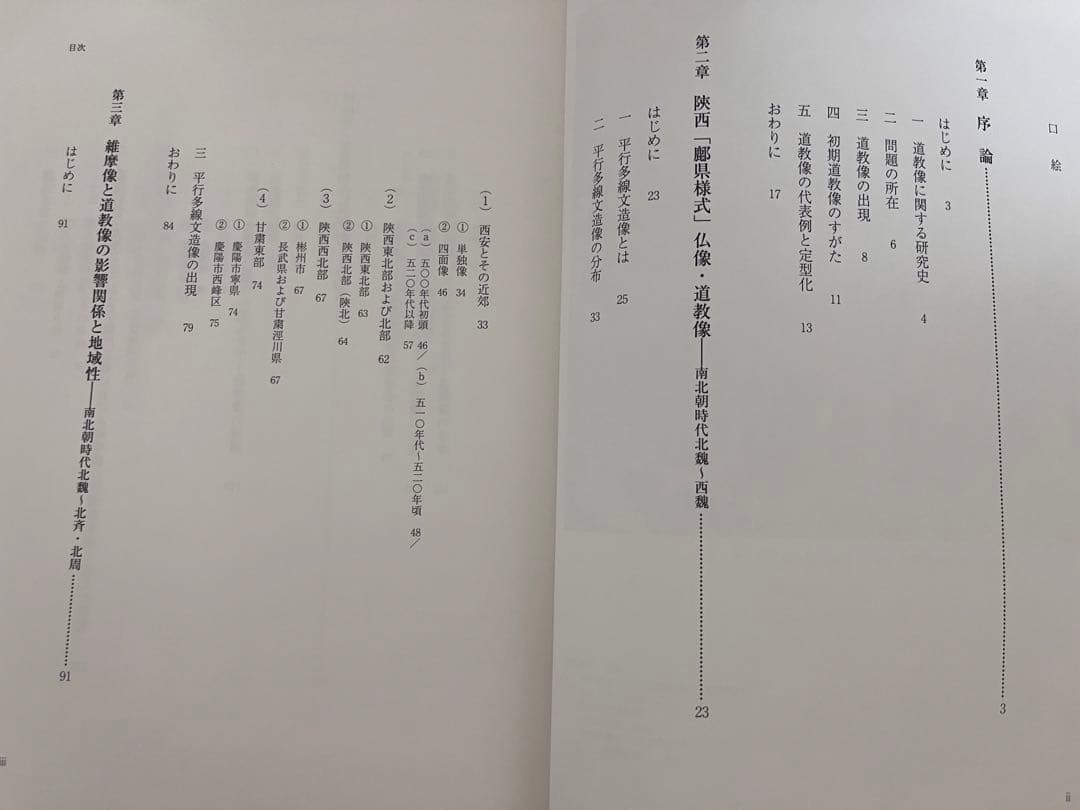 口絵
第一章 序論……3
はじめに 3
一 道教像に関する研究史 4
二 問題の所在 6
三 道教像の出現 8
四 初期道教像のすがた 11
五 道教像の代表例と定型化 13
おわりに 17
第二章 陝西「鄜県様式」仏像・道教像――南北朝時代北魏～西魏……23
はじめに 23
一 平行多線文造像とは 25
二 平行多線文造像の分布 33
ii
目次
(1) 西安とその近郊 33
① 単独像 34
② 四面像 46
(a) 五〇〇年代初頭 46／(b) 五一〇年代～五二〇年頃 48／
(c) 五二〇年代以降 57
(2) 陝西東北部および北部 62
① 陝西東北部 63
② 陝西北部(陝北) 64
(3) 陝西西北部 67
① 彬州市 67
② 長武県および甘粛涇川県 67
(4) 甘粛東部 74
① 慶陽市寧県 74
② 慶陽市西峰区 75
三 平行多線文造像の出現 79
おわりに 84
第三章 維摩像と道教像の影響関係と地域性――南北朝時代北魏～北斉・北周……91
はじめに 91
iii